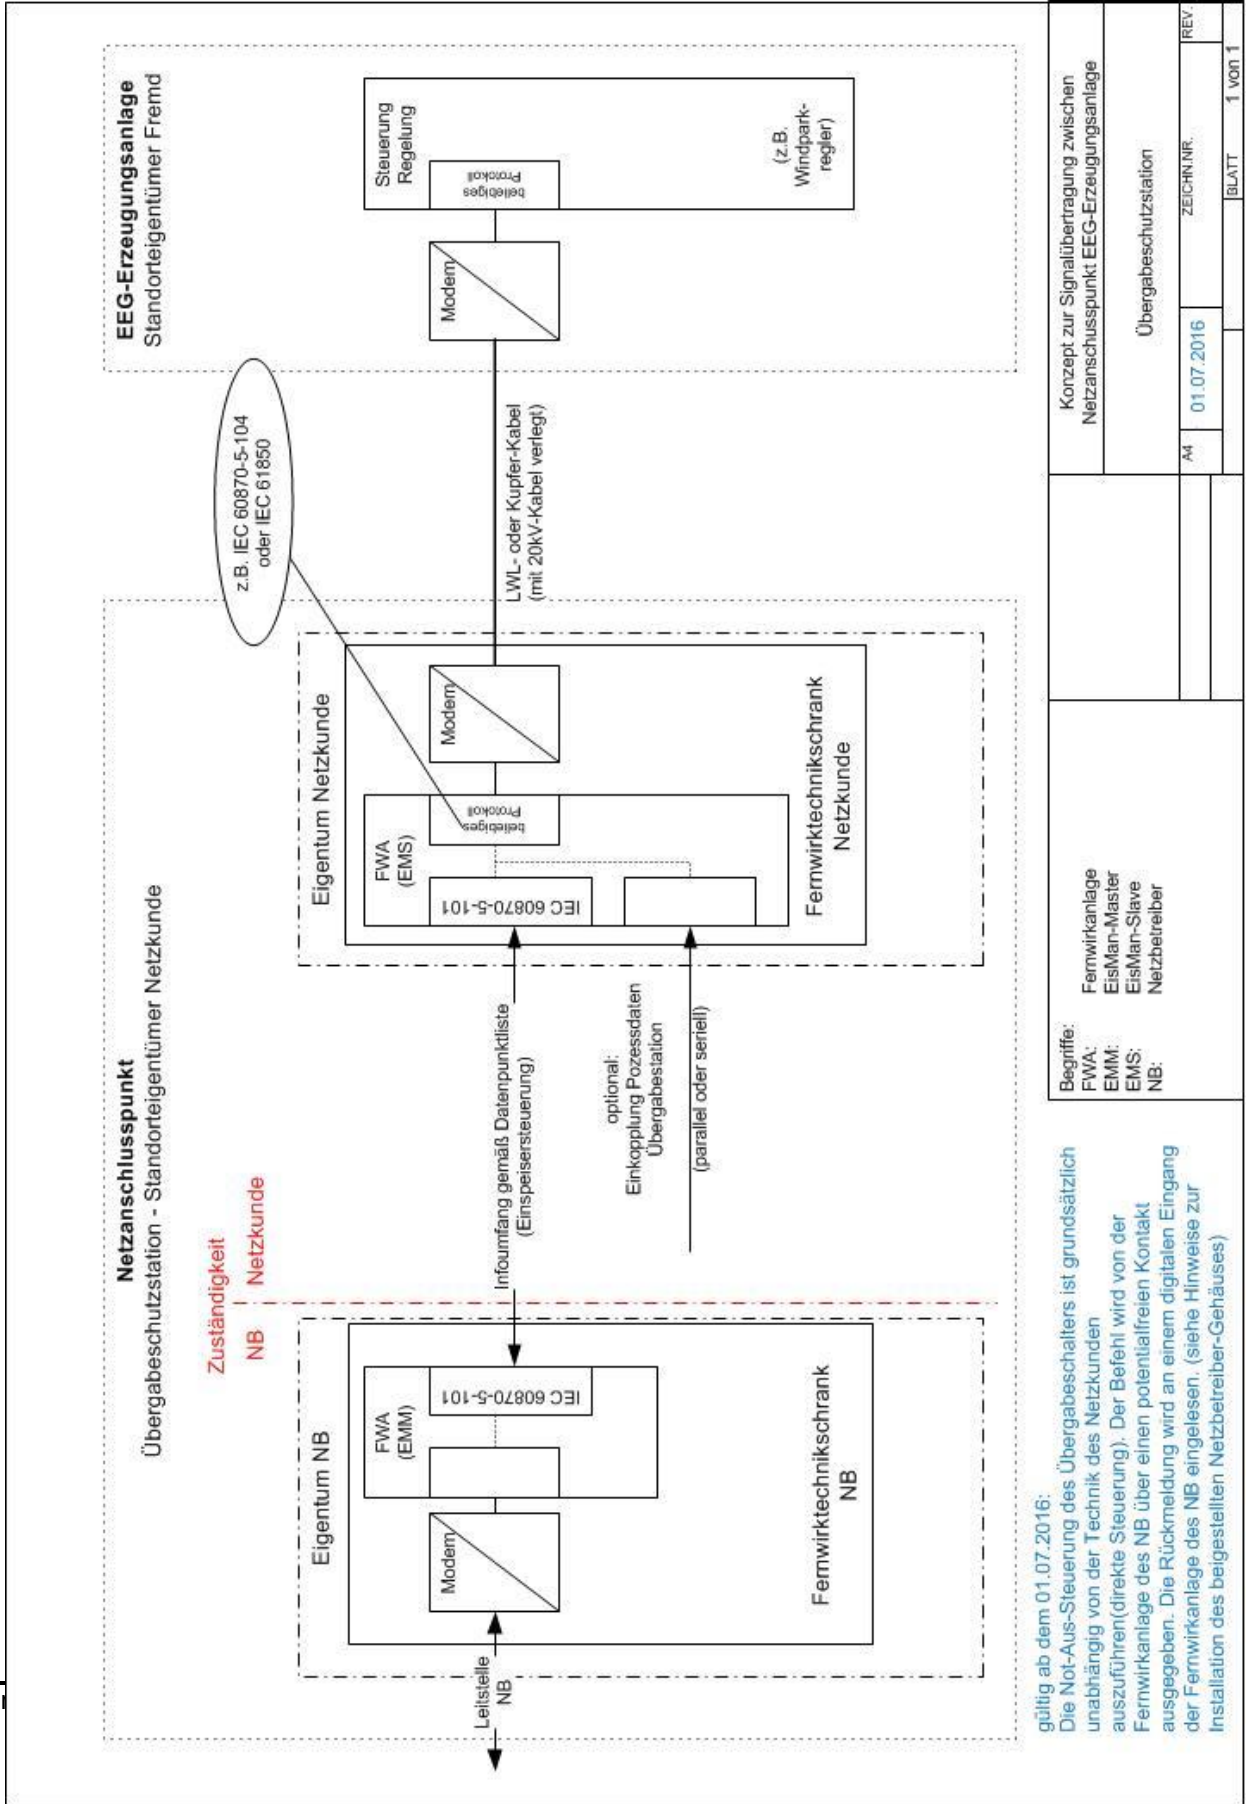 Netzanschlusspunkt
Übergabeschutzstation - Standorteigentümer Netzkunde
EEG-Erzeugungsanlage
Standorteigentümer Fremd
Zuständigkeit
NB
Netzkunde
z.B. IEC 60870-5-104
oder IEC 61850
Eigentum NB
Leitstelle
NB
Modem
FWA
(EMM)
IEC 60870-5-101
Fernwirktechnikschrank
NB
Infoumfang gemäß Datenpunktliste
(Einspeisersteuerung)
optional:
Einkopplung Pozessdaten
Übergabestation
(parallel oder seriell)
Eigentum Netzkunde
FWA
(EMS)
IEC 60870-5-101
beliebiges
Protokoll
Modem
Fernwirktechnikschrank
Netzkunde
LWL- oder Kupfer-Kabel
(mit 20kV-Kabel verlegt)
Modem
Steuerung
Regelung
beliebiges
Protokoll
(z.B.
Windpark-
regler)
gültig ab dem 01.07.2016:
Die Not-Aus-Steuerung des Übergabeschalters ist grundsätzlich
unabhängig von der Technik des Netzkunden
auszuführen(direkte Steuerung). Der Befehl wird von der
Fernwirkanlage des NB über einen potentialfreien Kontakt
ausgegeben. Die Rückmeldung wird an einem digitalen Eingang
der Fernwirkanlage des NB eingelesen. (siehe Hinweise zur
Installation des beigestellten Netzbetreiber-Gehäuses)
Begriffe:
FWA: Fernwirkanlage
EMM: EisMan-Master
EMS: EisMan-Slave
NB: Netzbetreiber
Konzept zur Signalübertragung zwischen
Netzanschusspunkt EEG-Erzeugungsanlage
Übergabeschutzstation
A4 01.07.2016 ZEICHN.NR. REV.
BLATT 1 von 1